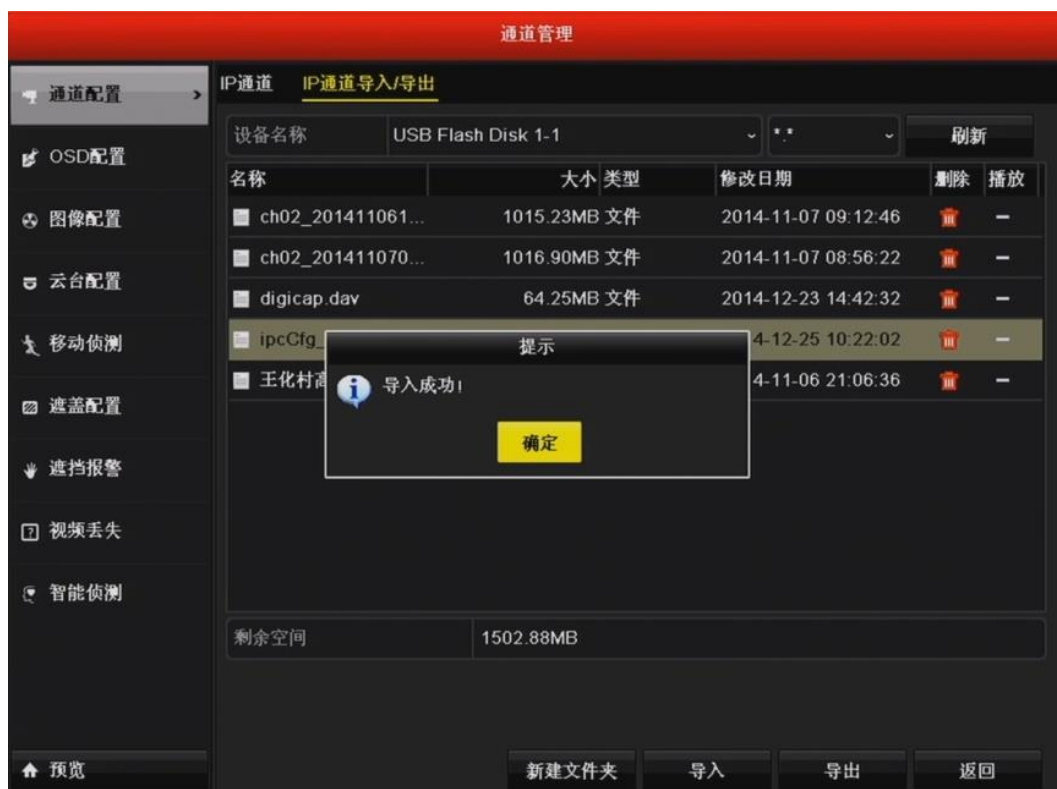 通道管理
通道配置
IP通道 IP通道导入/导出
设备名称 USB Flash Disk 1-1 *.* 刷新
OSD配置
名称 大小 类型 修改日期 删除 播放
图像配置
ch02_201411061... 1015.23MB 文件 2014-11-07 09:12:46
ch02_201411070... 1016.90MB 文件 2014-11-07 08:56:22
云台配置
digicap.dav 64.25MB 文件 2014-12-23 14:42:32
移动侦测
ipcCfg_ 4-12-25 10:22:02
提示
王化村高 4-11-06 21:06:36
导入成功!
遮盖配置
确定
遮挡报警
视频丢失
智能侦测
剩余空间 1502.88MB
预览 新建文件夹 导入 导出 返回